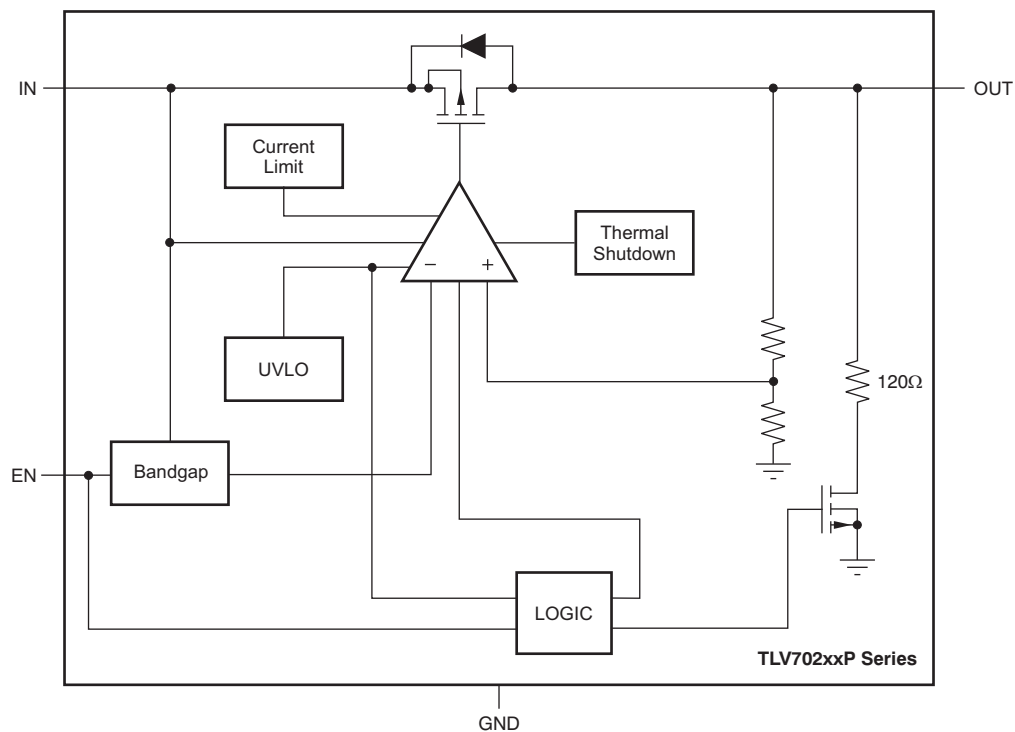 IN
OUT
Current
Limit
Thermal
Shutdown
−
+
UVLO
120Ω
EN
Bandgap
LOGIC
TLV702xxP Series
GND